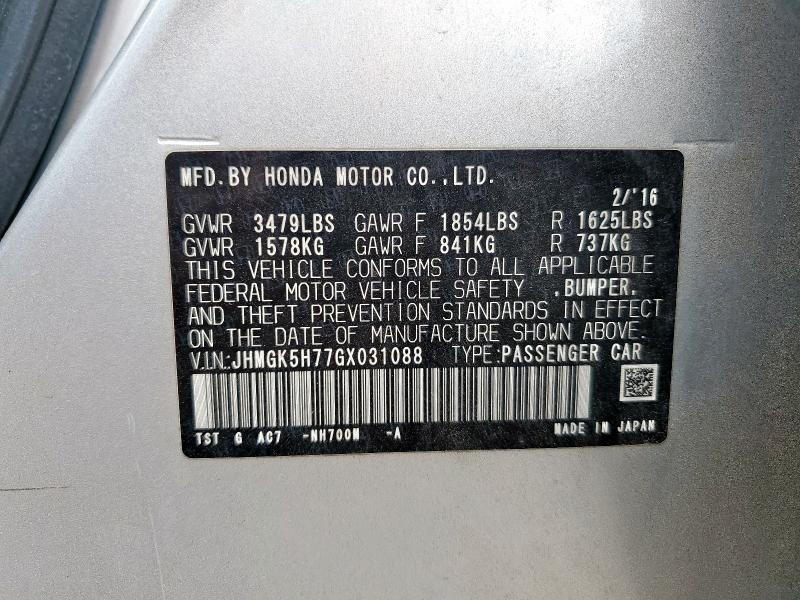 MFD. BY HONDA MOTOR CO., LTD.
2/'16
GVWR 3479LBS GAWR F 1854LBS R 1625LBS
GVWR 1578KG GAWR F 841KG R 737KG
THIS VEHICLE CONFORMS TO ALL APPLICABLE
FEDERAL MOTOR VEHICLE SAFETY ,BUMPER,
AND THEFT PREVENTION STANDARDS IN EFFECT
ON THE DATE OF MANUFACTURE SHOWN ABOVE.
V.I.N.:JHMGK5H77GX031088 TYPE:PASSENGER CAR
TST G AC7 -NH700M -A
MADE IN JAPAN